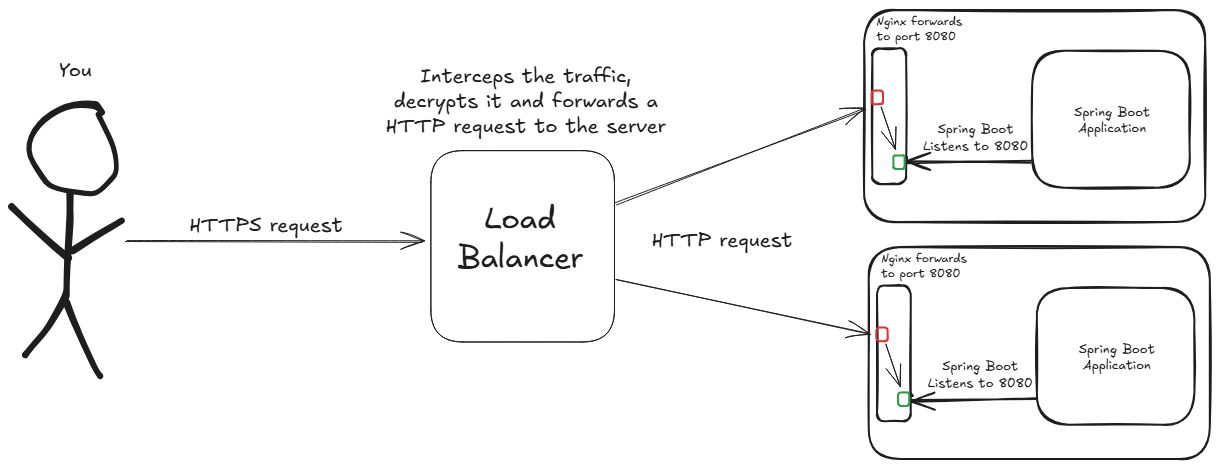 You
HTTPS request
Interceps the traffic,
decrypts it and forwards a
HTTP request to the server
Load
Balancer
HTTP request
Nginx forwards
to port 8080
Spring Boot
Listens to 8080
Spring Boot
Application
Nginx forwards
to port 8080
Spring Boot
Listens to 8080
Spring Boot
Application